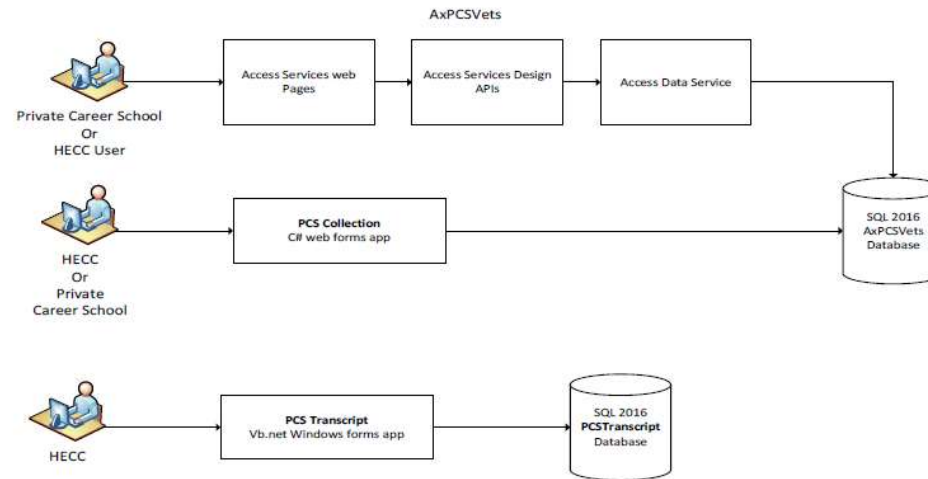 AxPCSVets
Private Career School
Or
HECC User
Access Services web
Pages
Access Services Design
APIs
Access Data Service
HECC
Or
Private
Career School
PCS Collection
C# web forms app
SQL 2016
AxPCSVets
Database
HECC
PCS Transcript
Vb.net Windows forms app
SQL 2016
PCSTranscript
Database